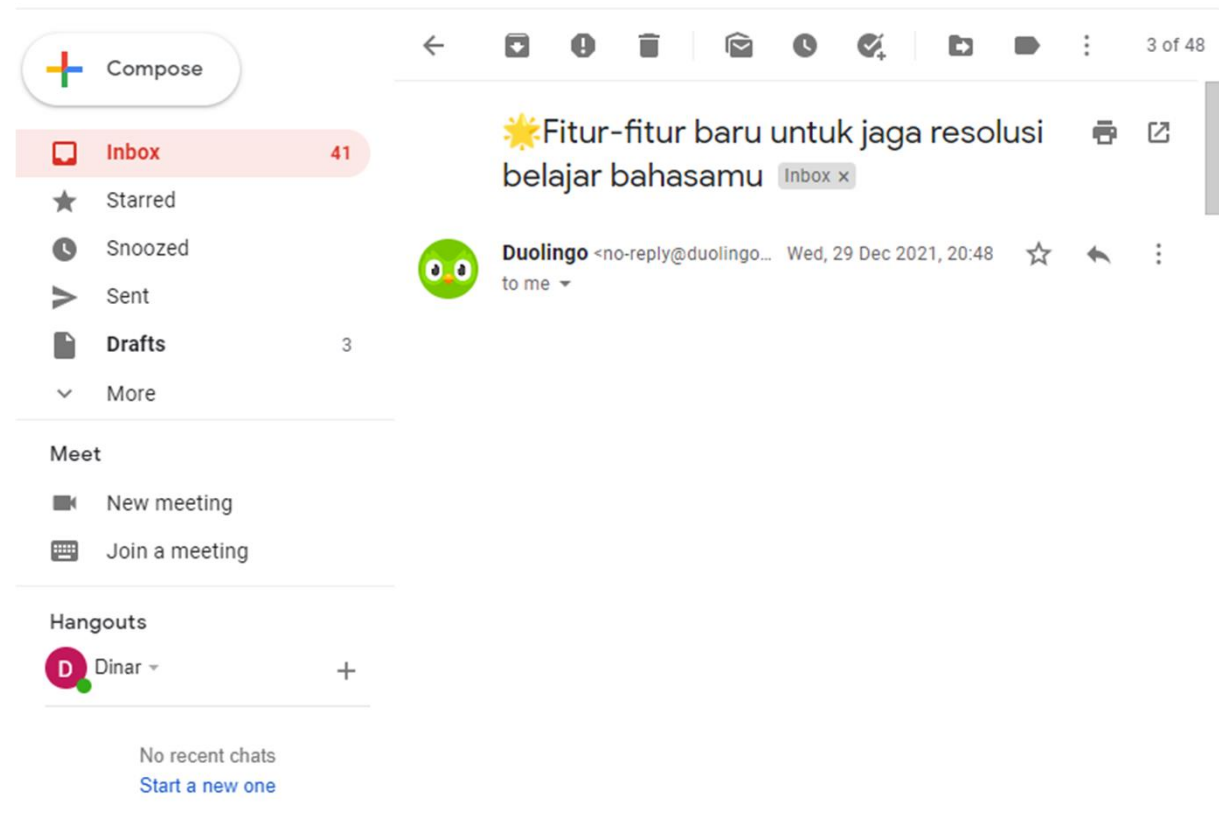 Compose
Inbox 41
Starred
Snoozed
Sent
Drafts 3
More
Meet
New meeting
Join a meeting
Hangouts
D Dinar
No recent chats
Start a new one
3 of 48
🌟Fitur-fitur baru untuk jaga resolusi
belajar bahasamu Inbox ×
Duolingo <no-reply@duolingo... Wed, 29 Dec 2021, 20:48
to me